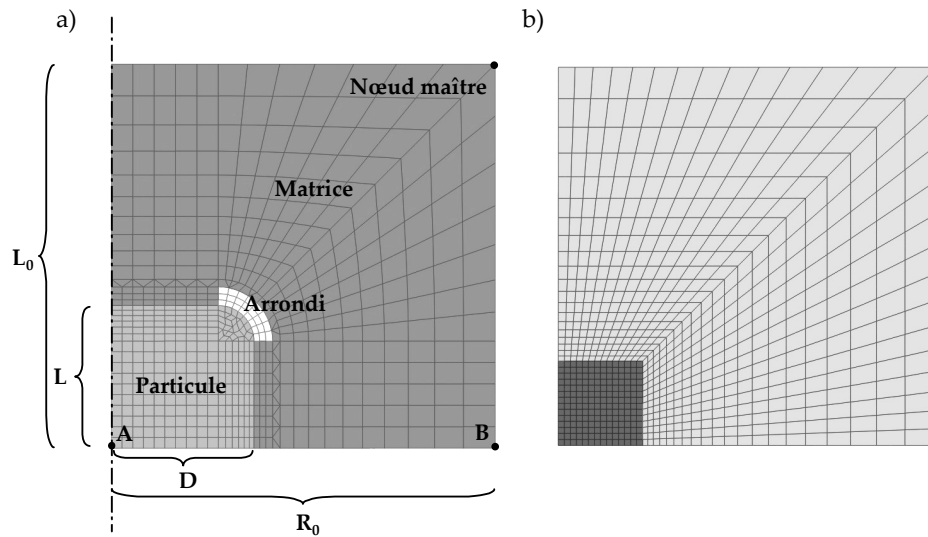 a)
b)
Nœud maître
Matrice
L₀
Arrondi
L
Particule
A
B
D
R₀